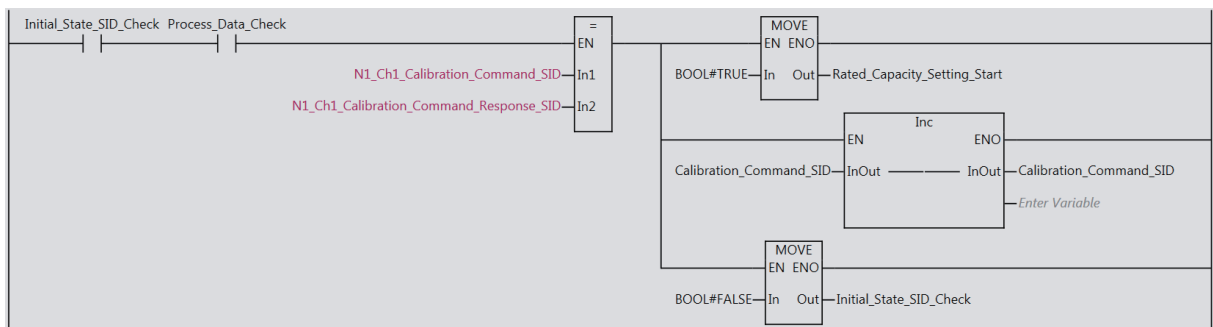 Initial_State_SID_Check Process_Data_Check
=
EN
N1_Ch1_Calibration_Command_SID In1
N1_Ch1_Calibration_Command_Response_SID In2
MOVE
EN ENO
BOOL#TRUE In Out Rated_Capacity_Setting_Start
Inc
EN ENO
Calibration_Command_SID InOut InOut Calibration_Command_SID
Enter Variable
MOVE
EN ENO
BOOL#FALSE In Out Initial_State_SID_Check